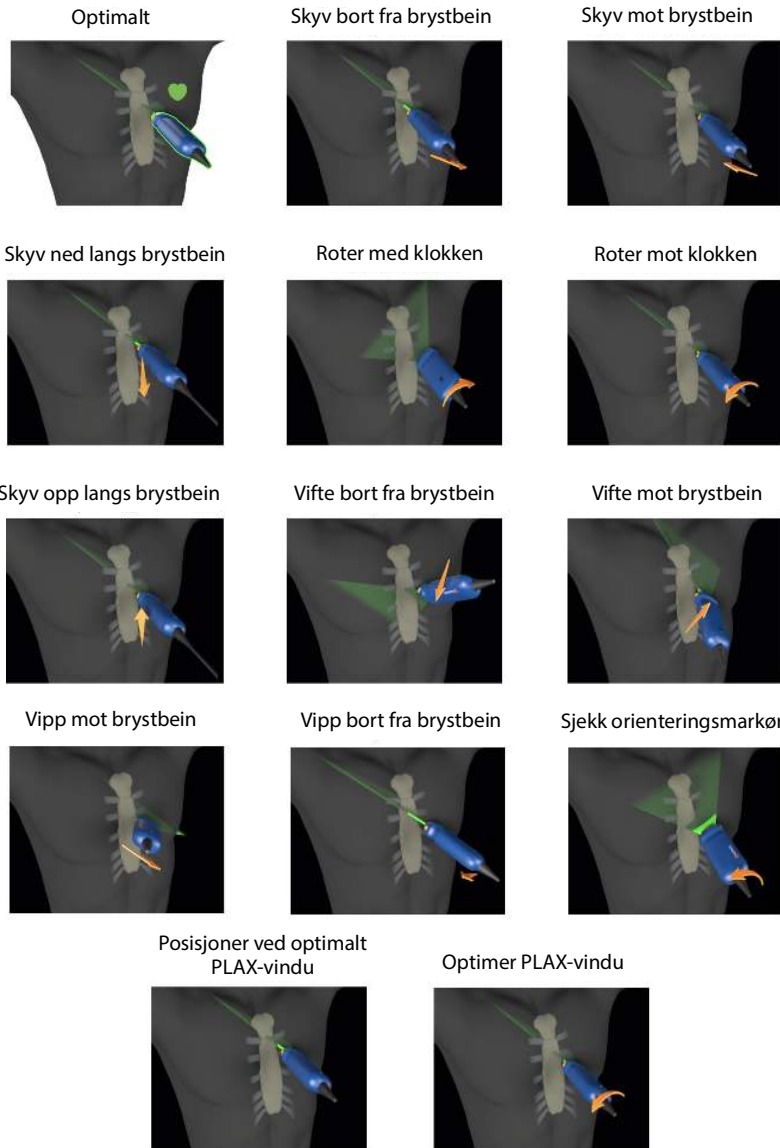 Optimalt
Skyv bort fra brystbein
Skyv mot brystbein
Skyv ned langs brystbein
Roter med klokken
Roter mot klokken
Skyv opp langs brystbein
Vifte bort fra brystbein
Vifte mot brystbein
Vipp mot brystbein
Vipp bort fra brystbein
Sjekk orienteringsmarkør
Posisjoner ved optimalt
PLAX-vindu
Optimer PLAX-vindu